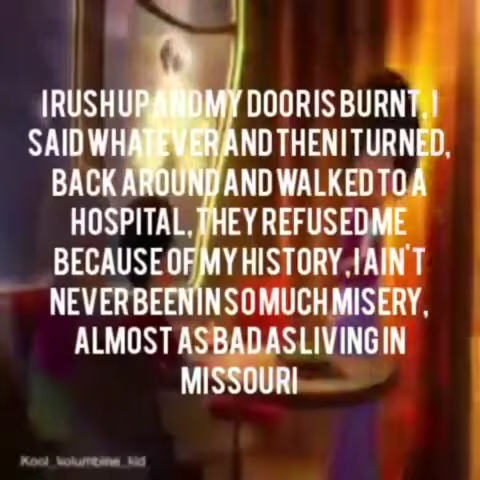 I RUSH UP AND MY DOOR IS BURNT, I
SAID WHATEVER AND THEN I TURNED,
BACK AROUND AND WALKED TO A
HOSPITAL, THEY REFUSED ME
BECAUSE OF MY HISTORY, I AIN'T
NEVER BEEN IN SO MUCH MISERY,
ALMOST AS BAD AS LIVING IN
MISSOURI
Kool_kolumbine_kid